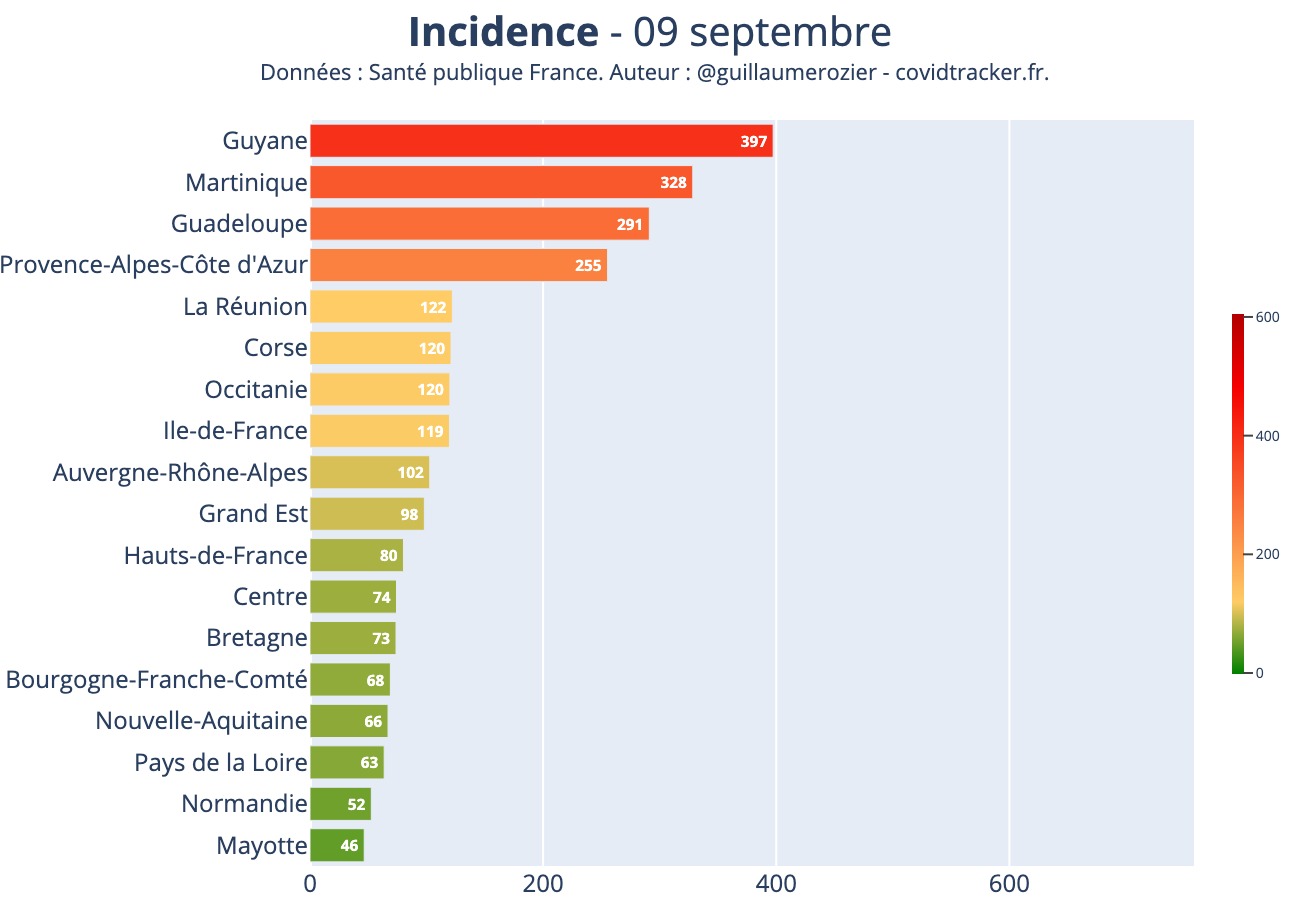 Incidence - 09 septembre
Données : Santé publique France. Auteur : @guillaumerozier - covidtracker.fr.
Guyane 397
Martinique 328
Guadeloupe 291
Provence-Alpes-Côte d'Azur 255
La Réunion 122
Corse 120
Occitanie 120
Ile-de-France 119
Auvergne-Rhône-Alpes 102
Grand Est 98
Hauts-de-France 80
Centre 74
Bretagne 73
Bourgogne-Franche-Comté 68
Nouvelle-Aquitaine 66
Pays de la Loire 63
Normandie 52
Mayotte 46
0 200 400 600
600
400
200
0